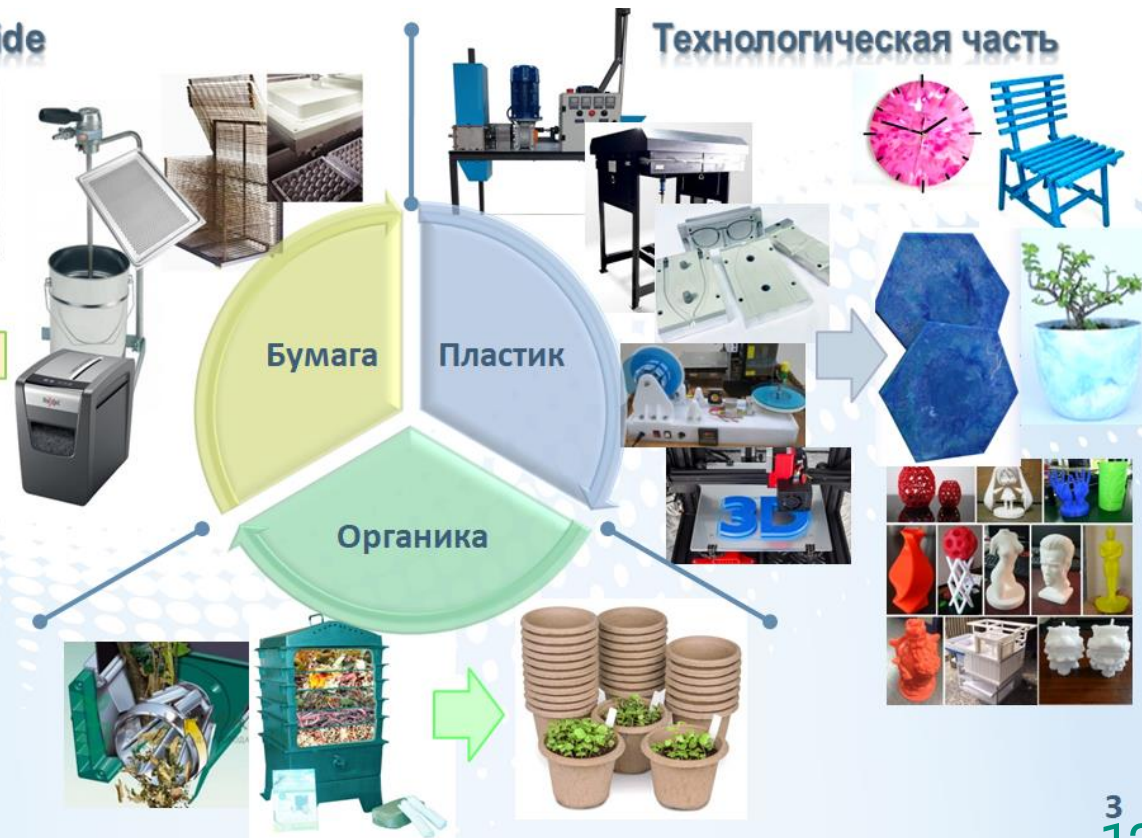 ide
Технологическая часть
Бумага
Пластик
Органика
3D
3